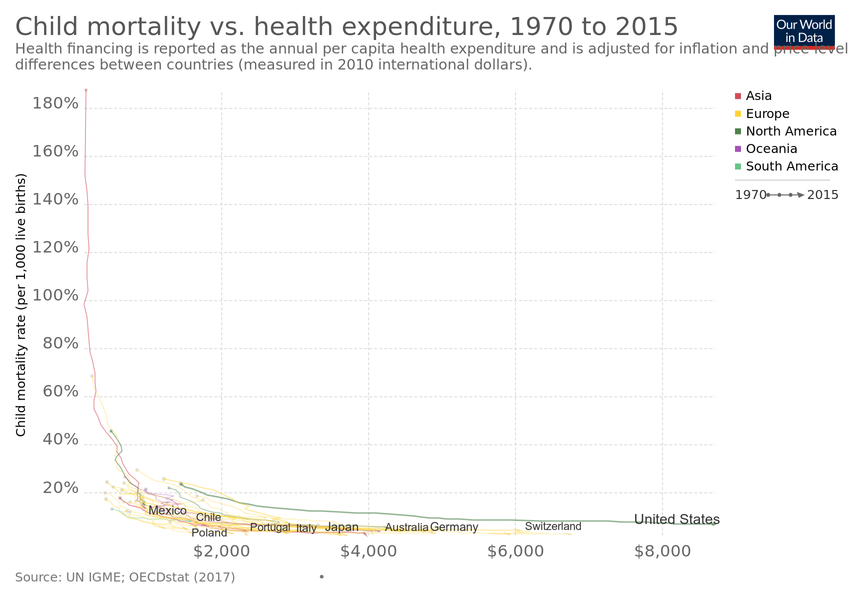 Child mortality vs. health expenditure, 1970 to 2015
Our World
in Data
Health financing is reported as the annual per capita health expenditure and is adjusted for inflation and price level
differences between countries (measured in 2010 international dollars).
180%
160%
140%
120%
100%
80%
60%
40%
20%
Child mortality rate (per 1,000 live births)
Asia
Europe
North America
Oceania
South America
1970 2015
Mexico
Chile
Poland
Portugal
Italy
Japan
Australia
Germany
Switzerland
United States
$2,000
$4,000
$6,000
$8,000
Source: UN IGME; OECDstat (2017)